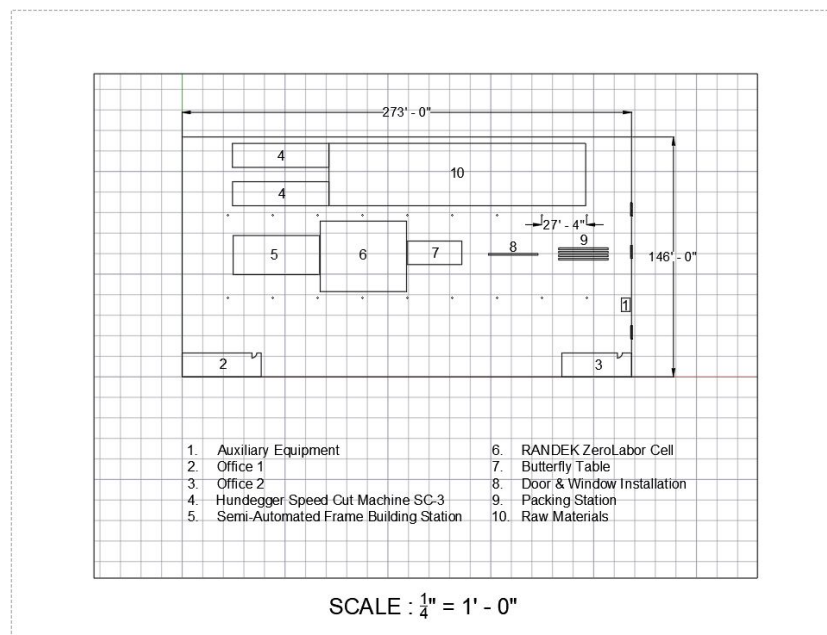 273' - 0"
4
10
4
27' - 4"
9
8
5
6
7
146' - 0"
1
2
3
1. Auxiliary Equipment
2. Office 1
3. Office 2
4. Hundegger Speed Cut Machine SC-3
5. Semi-Automated Frame Building Station
6. RANDEK ZeroLabor Cell
7. Butterfly Table
8. Door & Window Installation
9. Packing Station
10. Raw Materials
SCALE : 1/4" = 1' - 0"